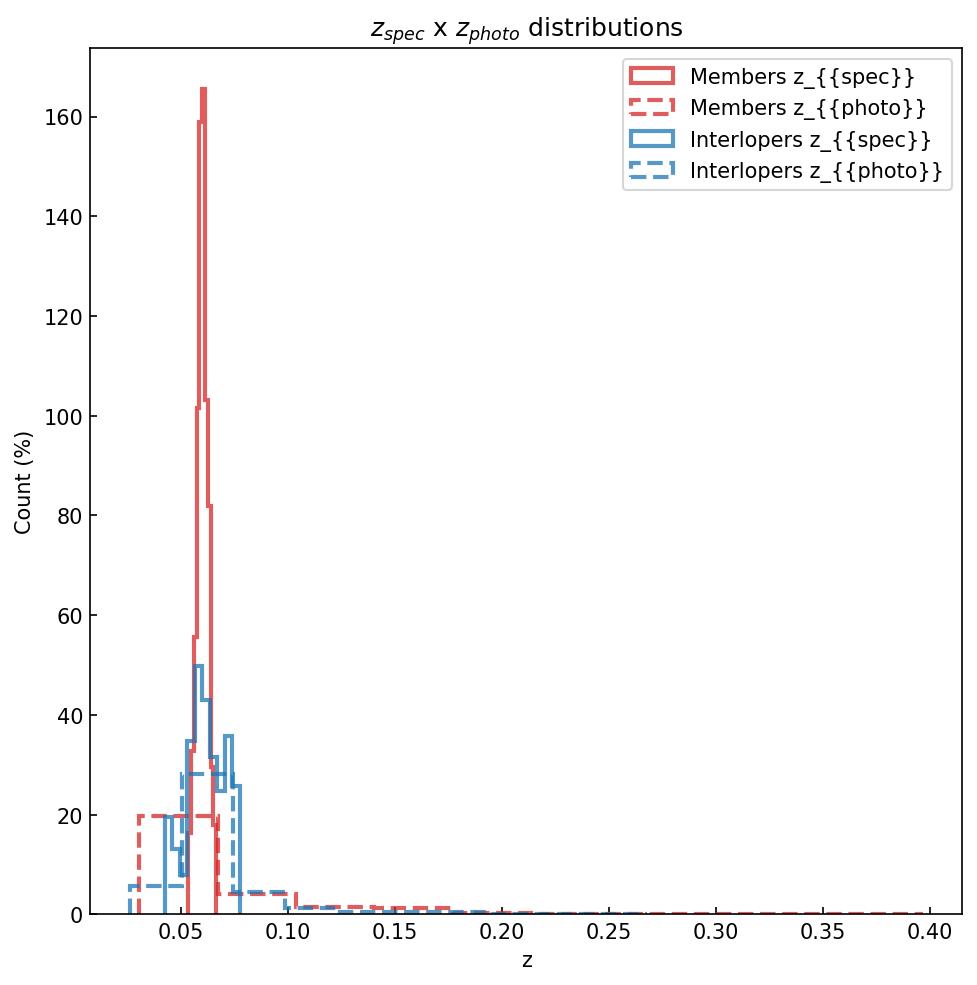 z_spec x z_photo distributions
Members z_{{spec}}
Members z_{{photo}}
Interlopers z_{{spec}}
Interlopers z_{{photo}}
Count (%)
160
140
120
100
80
60
40
20
0
0.05 0.10 0.15 0.20 0.25 0.30 0.35 0.40
z